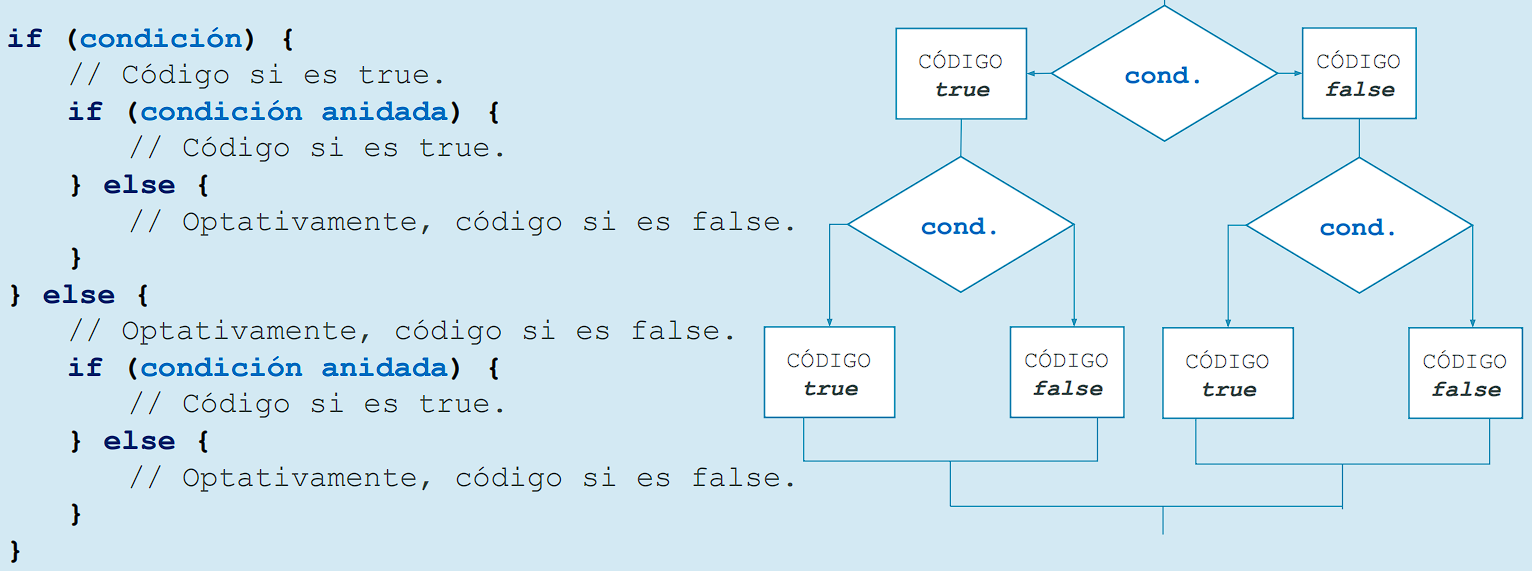 if (condición) {
// Código si es true.
if (condición anidada) {
// Código si es true.
} else {
// Optativamente, código si es false.
}
} else {
// Optativamente, código si es false.
if (condición anidada) {
// Código si es true.
} else {
// Optativamente, código si es false.
}
}
CÓDIGO
true
cond.
CÓDIGO
false
cond.
cond.
CÓDIGO
true
CÓDIGO
false
CÓDIGO
true
CÓDIGO
false